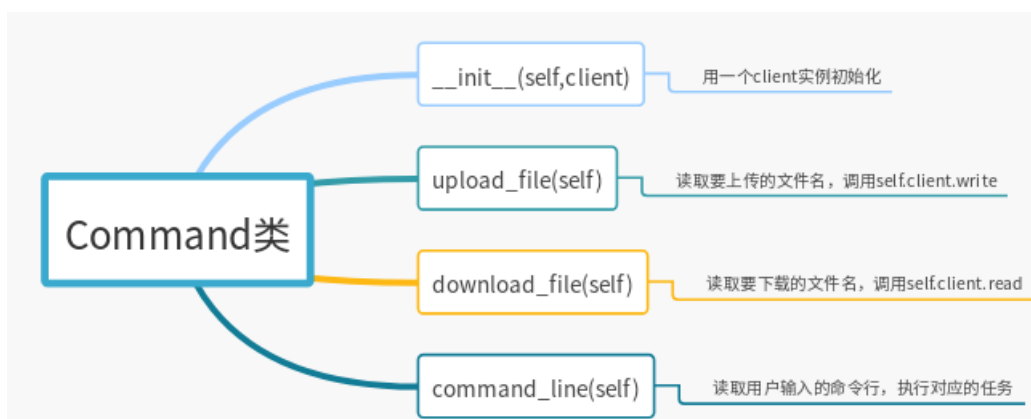 __init__(self,client)
用一个client实例初始化
upload_file(self)
读取要上传的文件名，调用self.client.write
Command类
download_file(self)
读取要下载的文件名，调用self.client.read
command_line(self)
读取用户输入的命令行，执行对应的任务